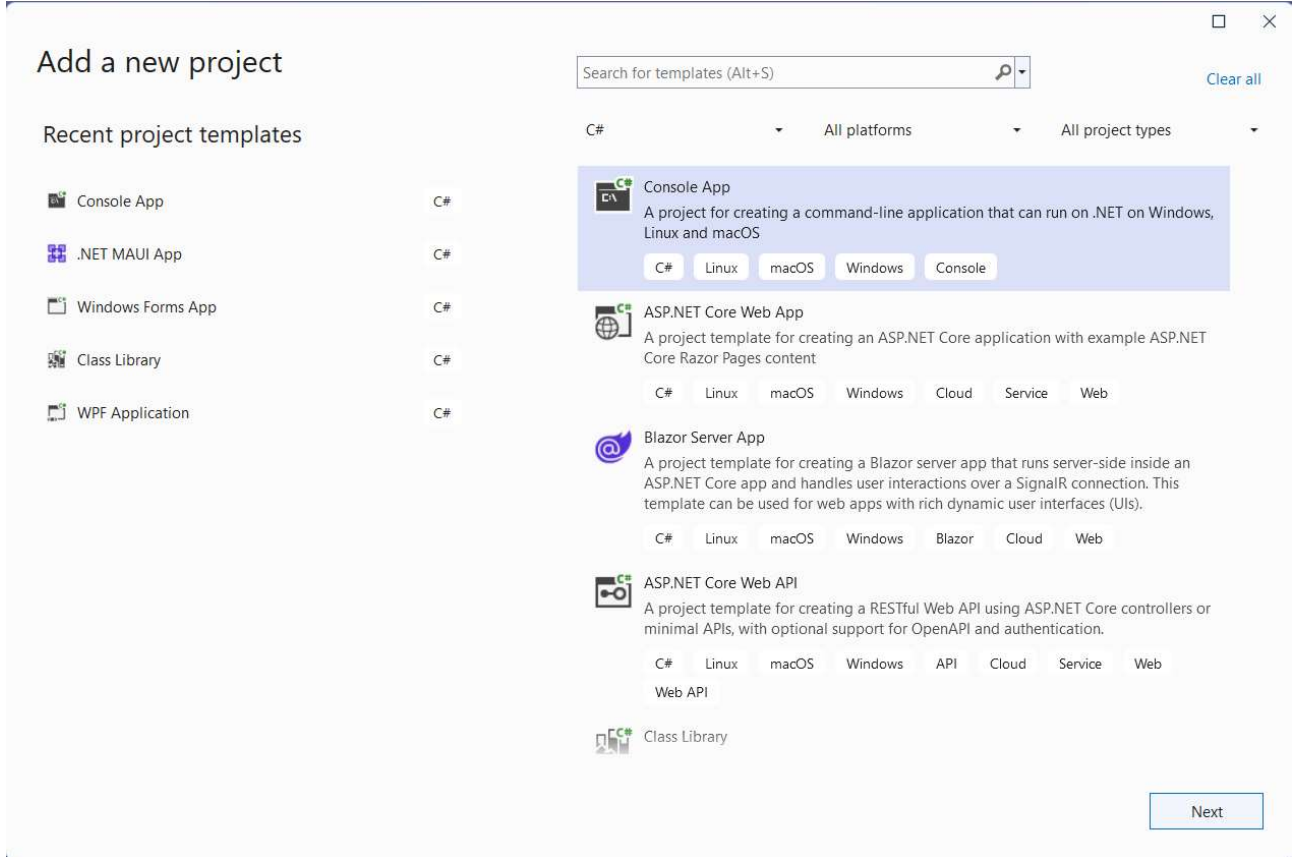 Add a new project
Search for templates (Alt+S)
Clear all
Recent project templates
C#
All platforms
All project types
Console App C#
.NET MAUI App C#
Windows Forms App C#
Class Library C#
WPF Application C#
Console App
A project for creating a command-line application that can run on .NET on Windows,
Linux and macOS
C# Linux macOS Windows Console
ASP.NET Core Web App
A project template for creating an ASP.NET Core application with example ASP.NET
Core Razor Pages content
C# Linux macOS Windows Cloud Service Web
Blazor Server App
A project template for creating a Blazor server app that runs server-side inside an
ASP.NET Core app and handles user interactions over a SignalR connection. This
template can be used for web apps with rich dynamic user interfaces (UIs).
C# Linux macOS Windows Blazor Cloud Web
ASP.NET Core Web API
A project template for creating a RESTful Web API using ASP.NET Core controllers or
minimal APIs, with optional support for OpenAPI and authentication.
C# Linux macOS Windows API Cloud Service Web
Web API
Class Library
Next